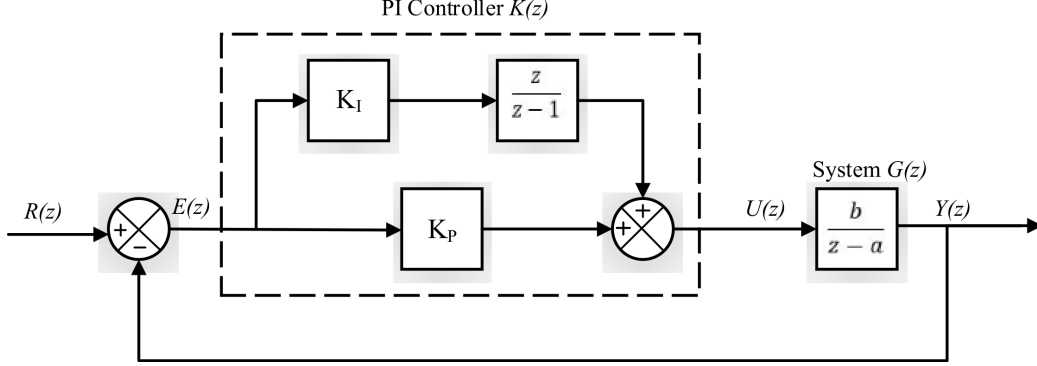 PI Controller K(z)
K_I
z
z − 1
System G(z)
R(z)
+
−
E(z)
K_P
+
+
U(z)
b
z − a
Y(z)